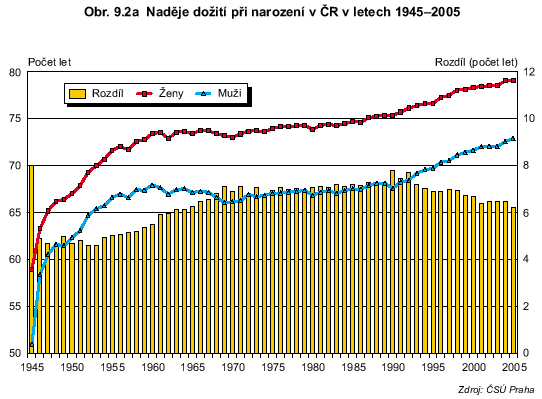 Obr. 9.2a  Naděje dožití při narození v ČR v letech 1945–2005
Počet let Rozdíl (počet let)
Rozdíl Ženy Muži
80 12
75 10
70 8
65 6
60 4
55 2
50 0
1945 1950 1955 1960 1965 1970 1975 1980 1985 1990 1995 2000 2005
Zdroj: ČSÚ Praha